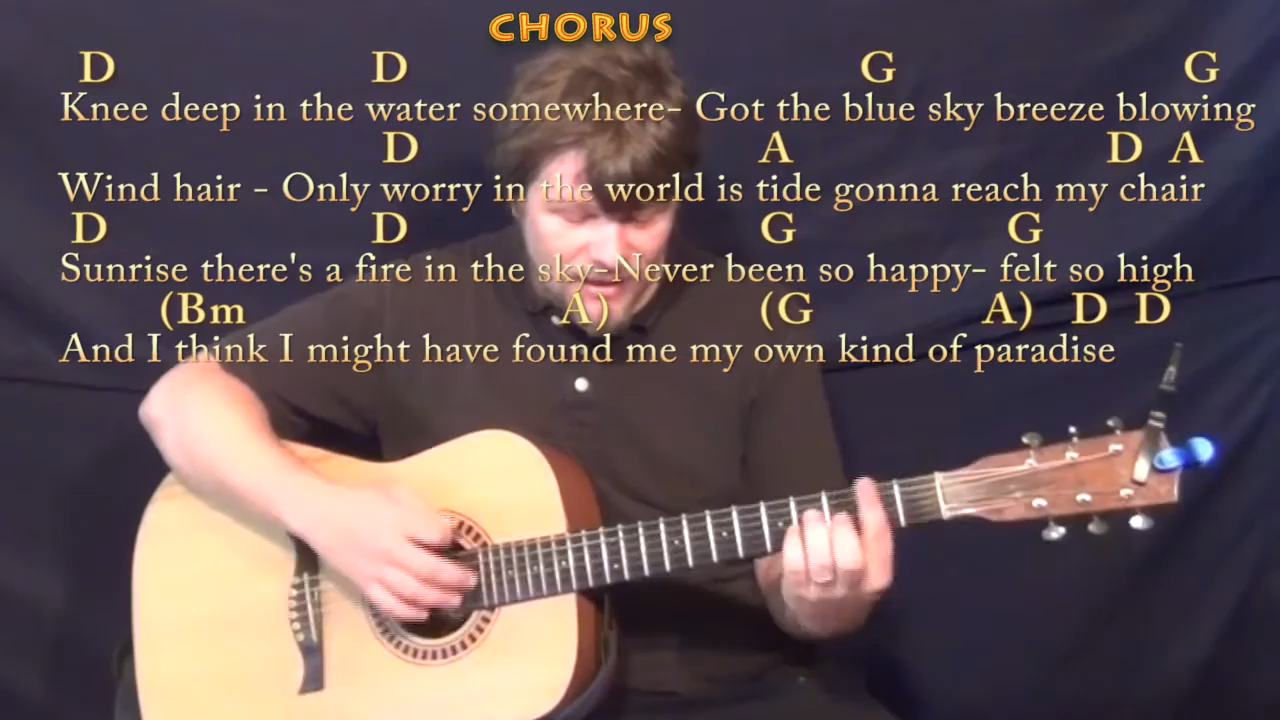 CHORUS
D D G G
Knee deep in the water somewhere- Got the blue sky breeze blowing
D A D A
Wind hair - Only worry in the world is tide gonna reach my chair
D D G G
Sunrise there's a fire in the sky-Never been so happy- felt so high
(Bm A) (G A) D D
And I think I might have found me my own kind of paradise